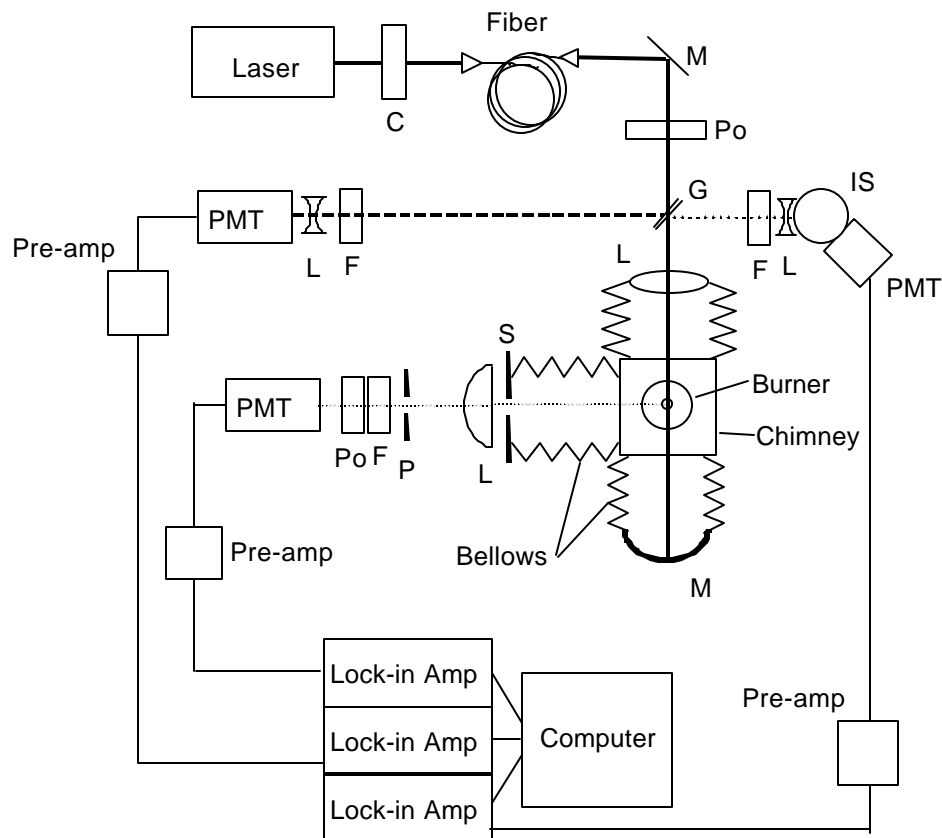 Fiber
Laser
M
C
Po
G
IS
PMT
Pre-amp
L
F
L
F
L
PMT
S
Burner
PMT
Chimney
Po
F
P
L
Pre-amp
Bellows
M
Lock-in Amp
Pre-amp
Lock-in Amp
Computer
Lock-in Amp